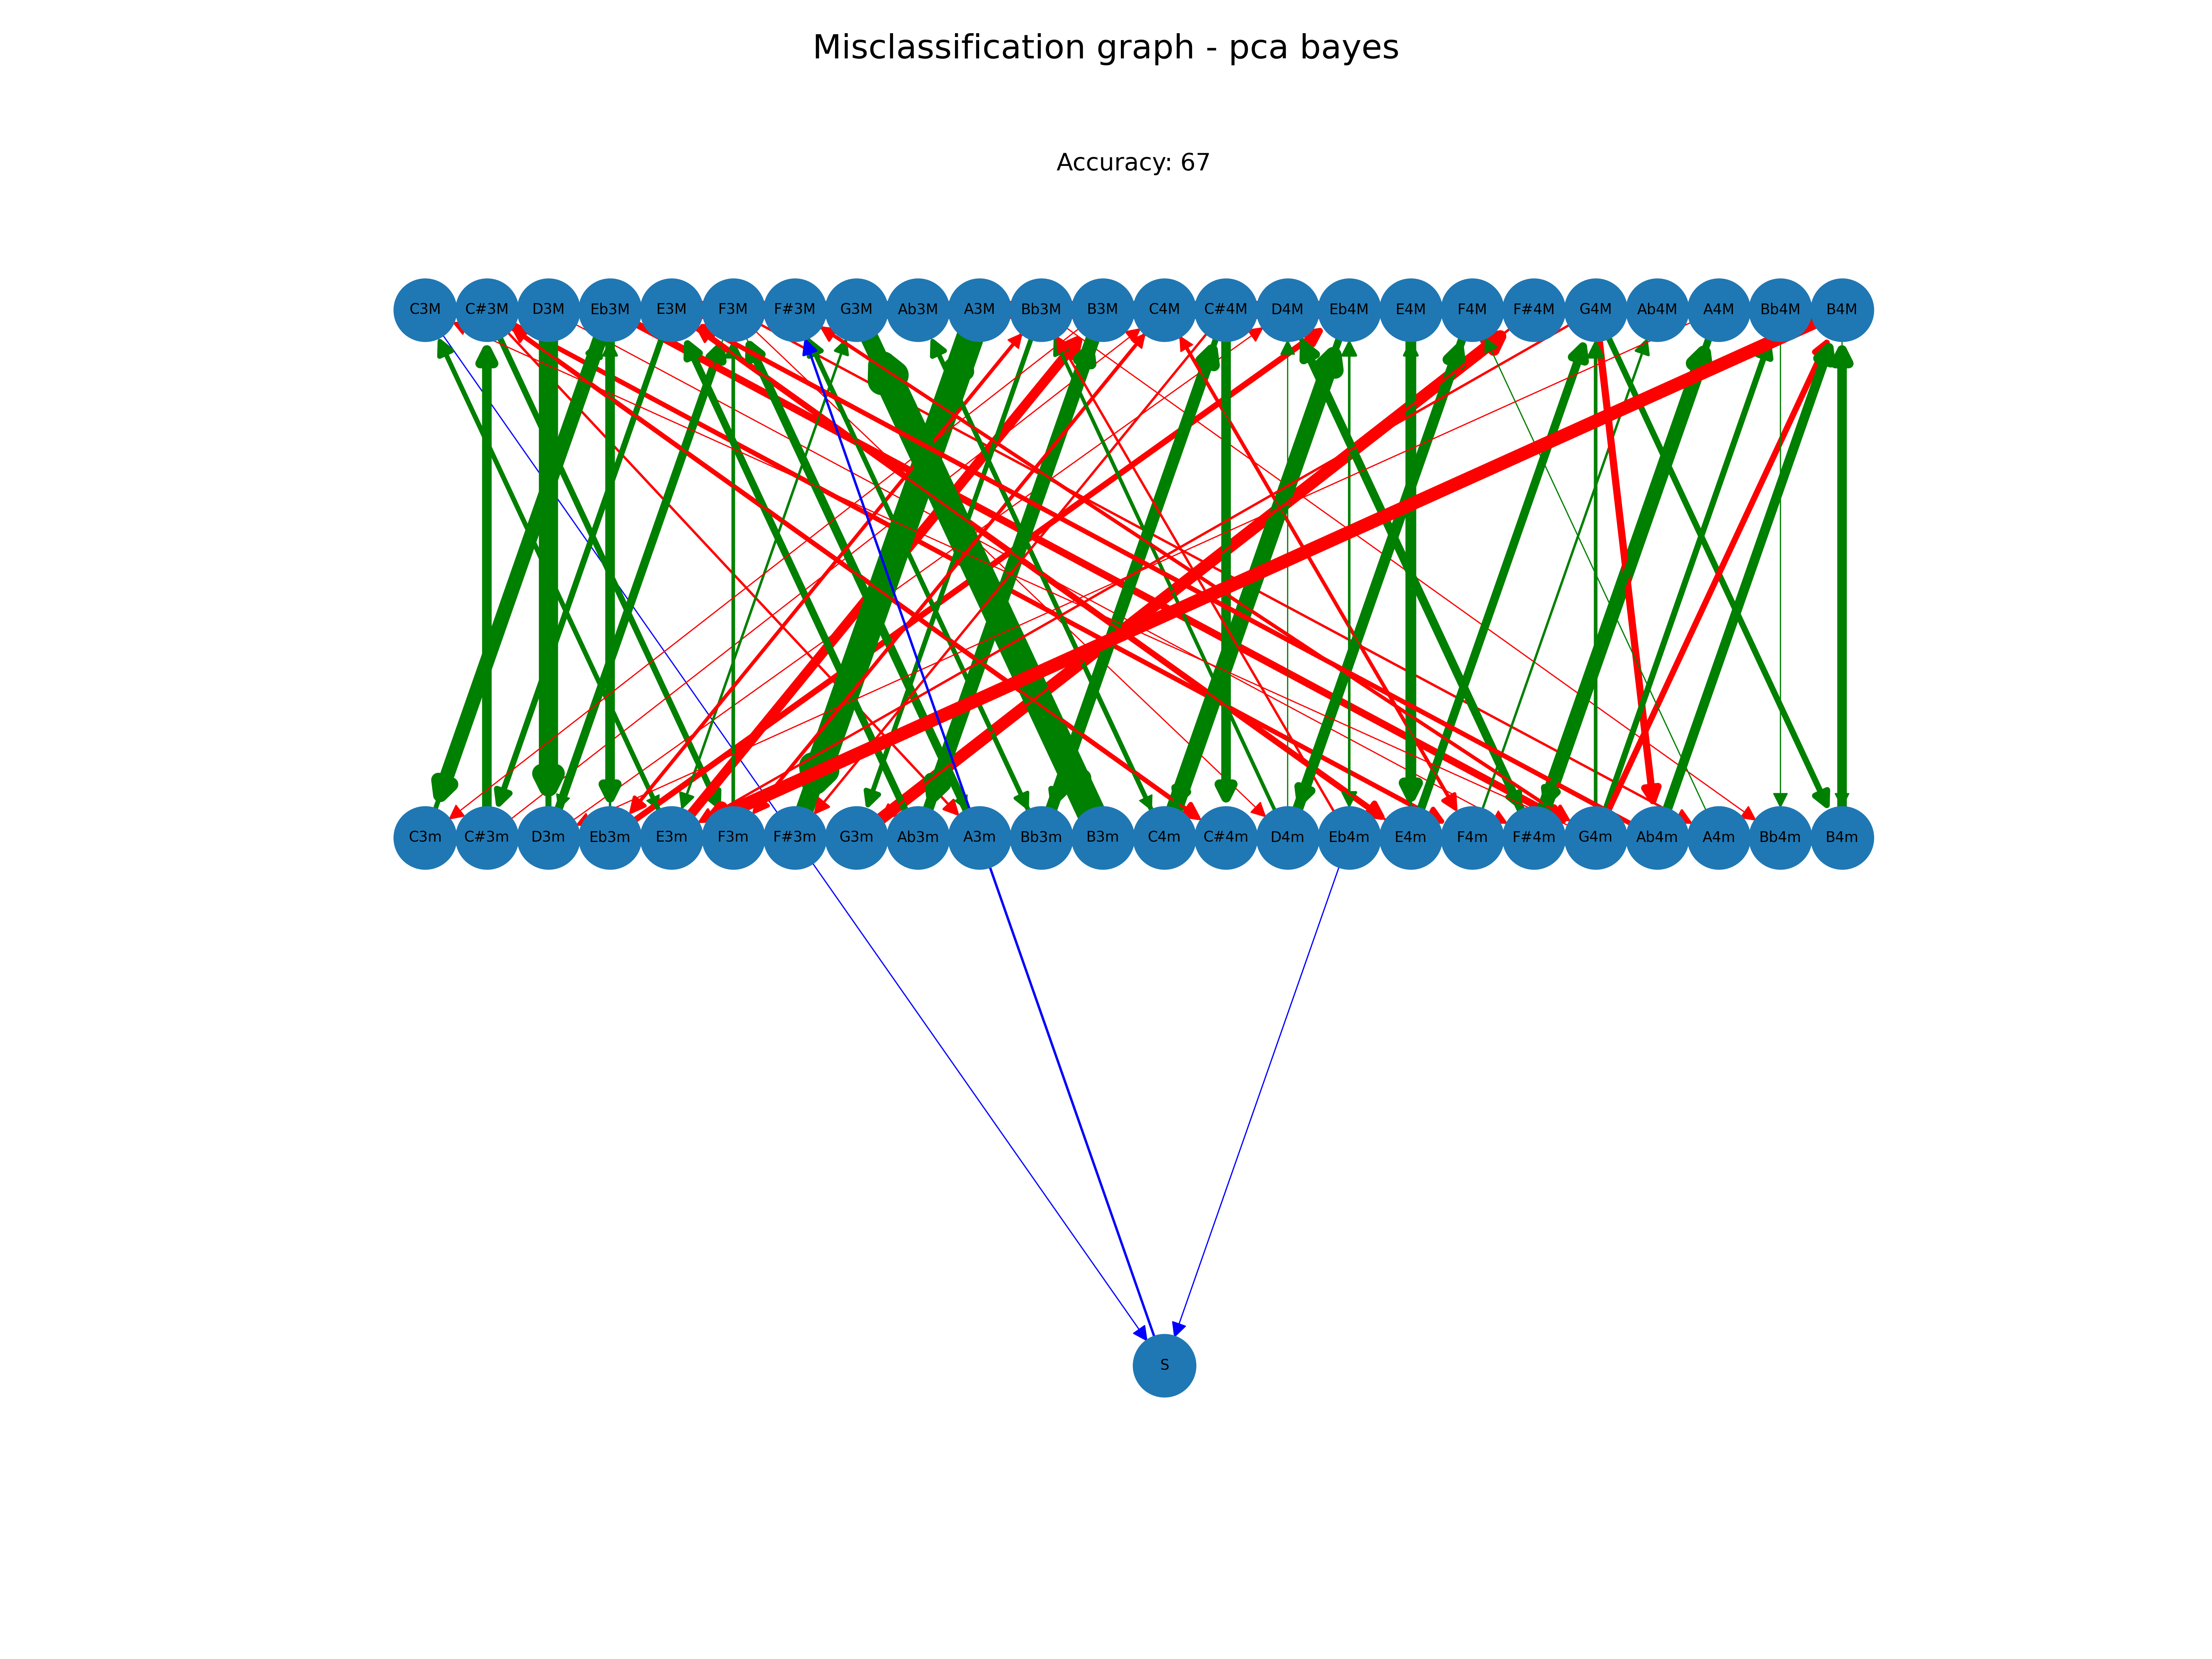 Misclassification graph - pca bayes
Accuracy: 67
C3M C#3M D3M Eb3M E3M F3M F#3M G3M Ab3M A3M Bb3M B3M C4M C#4M D4M Eb4M E4M F4M F#4M G4M Ab4M A4M Bb4M B4M
C3m C#3m D3m Eb3m E3m F3m F#3m G3m Ab3m A3m Bb3m B3m C4m C#4m D4m Eb4m E4m F4m F#4m G4m Ab4m A4m Bb4m B4m
S